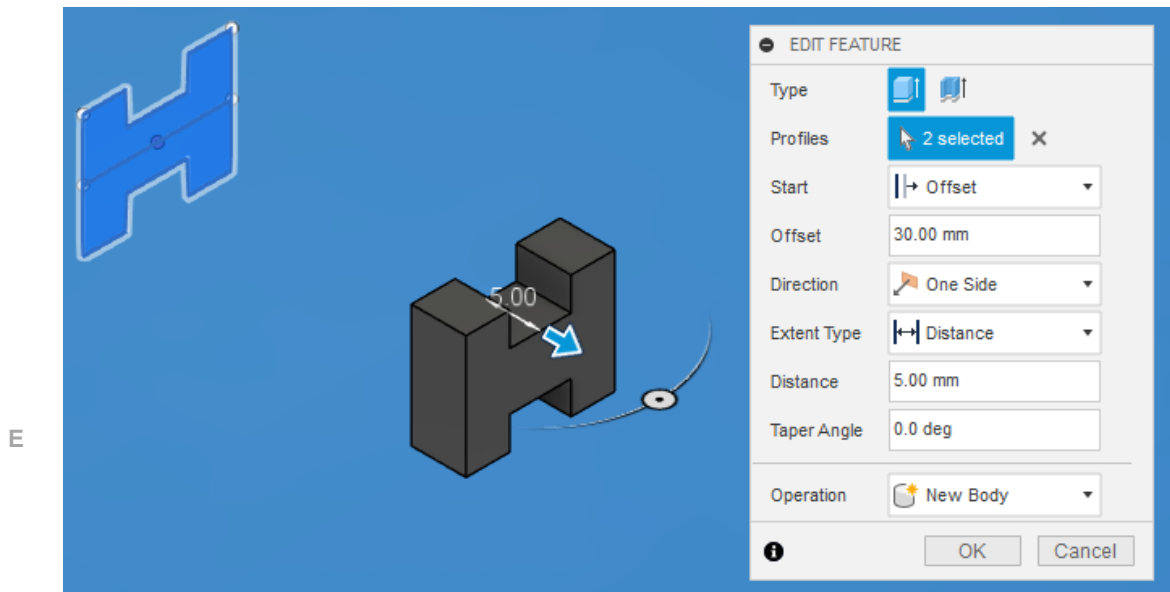 EDIT FEATURE
Type
Profiles 2 selected
Start Offset
Offset 30.00 mm
Direction One Side
Extent Type Distance
Distance 5.00 mm
Taper Angle 0.0 deg
Operation New Body
OK Cancel
5.00
E